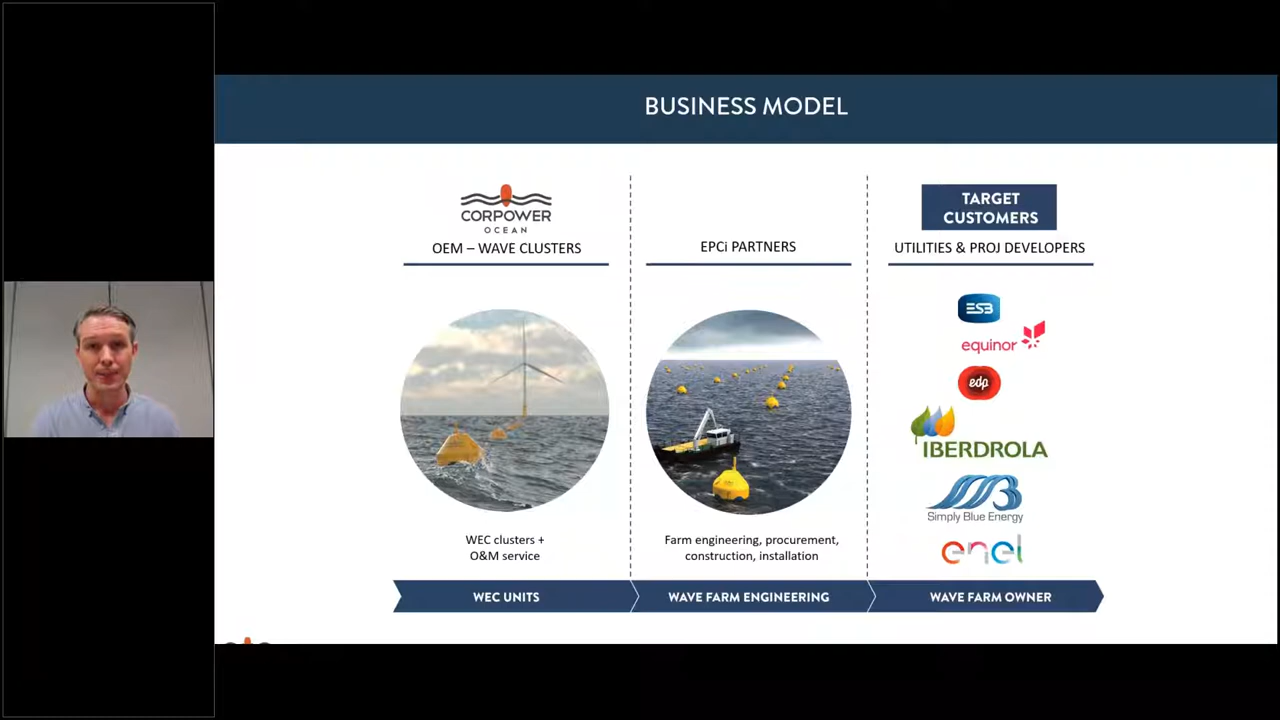 BUSINESS MODEL
CORPOWER
OCEAN
OEM – WAVE CLUSTERS
EPCi PARTNERS
TARGET
CUSTOMERS
UTILITIES & PROJ DEVELOPERS
ESB
equinor
edp
IBERDROLA
Simply Blue Energy
enel
WEC clusters +
O&M service
Farm engineering, procurement,
construction, installation
WEC UNITS
WAVE FARM ENGINEERING
WAVE FARM OWNER